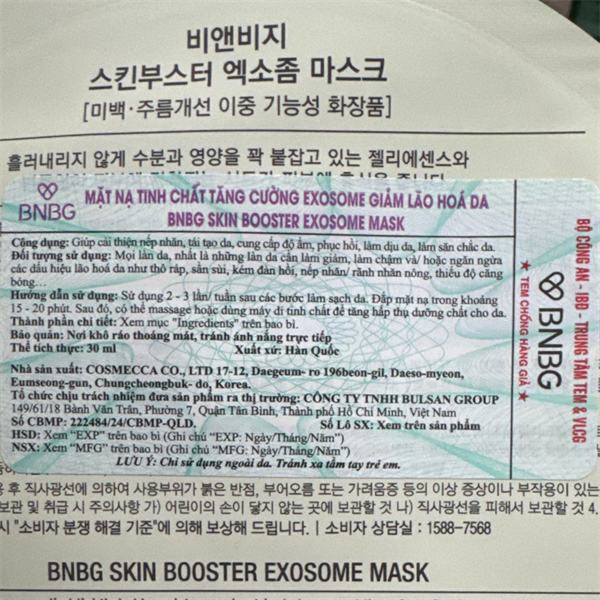 비앤비지
스킨부스터 엑소좀 마스크
[미백·주름개선 이중 기능성 화장품]
흘러내리지 않게 수분과 영양을 꽉 붙잡고 있는 젤리에센스와
BNBG
MẶT NẠ TINH CHẤT TĂNG CƯỜNG EXOSOME GIẢM LÃO HOÁ DA
BNBG SKIN BOOSTER EXOSOME MASK
Công dụng: Giúp cải thiện nếp nhăn, tái tạo da, cung cấp độ ẩm, phục hồi, làm dịu da, làm săn chắc da.
Đối tượng sử dụng: Mọi làn da, nhất là những làn da cần làm giảm, làm chậm và/ hoặc ngăn ngừa
các dấu hiệu lão hoá da như thô ráp, sần sùi, kém đàn hồi, nếp nhăn/ rãnh nhăn nông, thiếu độ căng
bóng…
Hướng dẫn sử dụng: Sử dụng 2 - 3 lần/ tuần sau các bước làm sạch da. Đắp mặt nạ trong khoảng
15 - 20 phút. Sau đó, có thể massage hoặc dùng máy di tinh chất để tăng hấp thụ dưỡng chất cho da.
Thành phần chi tiết: Xem mục "Ingredients" trên bao bì.
Bảo quản: Nơi khô ráo thoáng mát, tránh ánh nắng trực tiếp
Thể tích thực: 30 ml Xuất xứ: Hàn Quốc
Nhà sản xuất: COSMECCA CO., LTD 17-12, Daegeum- ro 196beon-gil, Daeso-myeon,
Eumseong-gun, Chungcheongbuk- do, Korea.
Tổ chức chịu trách nhiệm đưa sản phẩm ra thị trường: CÔNG TY TNHH BULSAN GROUP
149/61/18 Bành Văn Trân, Phường 7, Quận Tân Bình, Thành phố Hồ Chí Minh, Việt Nam
Số CBMP: 222484/24/CBMP-QLD. Số Lô SX: Xem trên sản phẩm
HSD: Xem “EXP” trên bao bì (Ghi chú “EXP: Ngày/Tháng/Năm”)
NSX: Xem “MFG” trên bao bì (Ghi chú “MFG: Ngày/Tháng/Năm”)
LƯU Ý: Chỉ sử dụng ngoài da. Tránh xa tầm tay trẻ em.
★ TEM CHỐNG HÀNG GIẢ ★
BNBG
BỘ CÔNG AN - IBD - TRUNG TÂM TEM & VLCG
후 직사광선에 의하여 사용부위가 붉은 반점, 부어오름 또는 가려움증 등의 이상 증상이나 부작용이 있는
보관 및 취급 시 주의사항 가) 어린이의 손이 닿지 않는 곳에 보관할 것 나) 직사광선을 피해서 보관할 것 4.
시 "소비자 분쟁 해결 기준"에 의해 보상해 드립니다. | 소비자 상담실 : 1588-7568
BNBG SKIN BOOSTER EXOSOME MASK